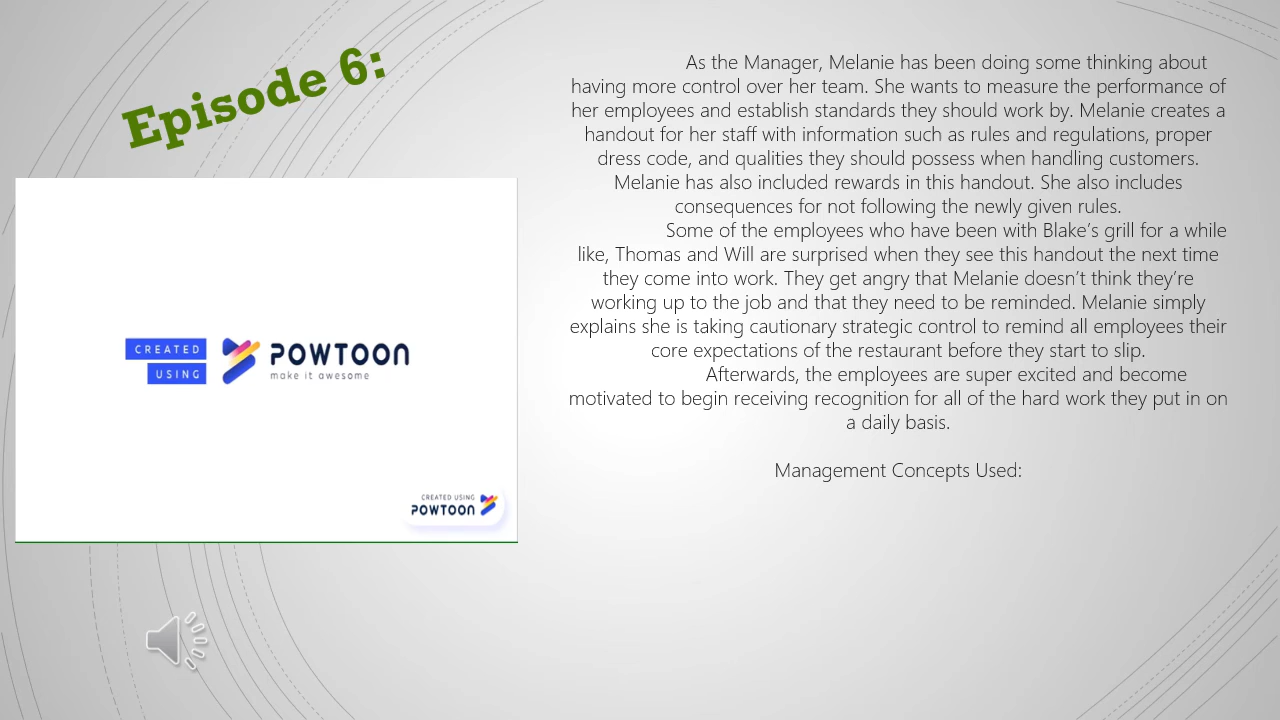 Episode 6:
As the Manager, Melanie has been doing some thinking about
having more control over her team. She wants to measure the performance of
her employees and establish standards they should work by. Melanie creates a
handout for her staff with information such as rules and regulations, proper
dress code, and qualities they should possess when handling customers.
Melanie has also included rewards in this handout. She also includes
consequences for not following the newly given rules.
Some of the employees who have been with Blake’s grill for a while
like, Thomas and Will are surprised when they see this handout the next time
they come into work. They get angry that Melanie doesn’t think they’re
working up to the job and that they need to be reminded. Melanie simply
explains she is taking cautionary strategic control to remind all employees their
core expectations of the restaurant before they start to slip.
Afterwards, the employees are super excited and become
motivated to begin receiving recognition for all of the hard work they put in on
a daily basis.
Management Concepts Used:
CREATED
USING
POWTOON
make it awesome
CREATED USING
POWTOON